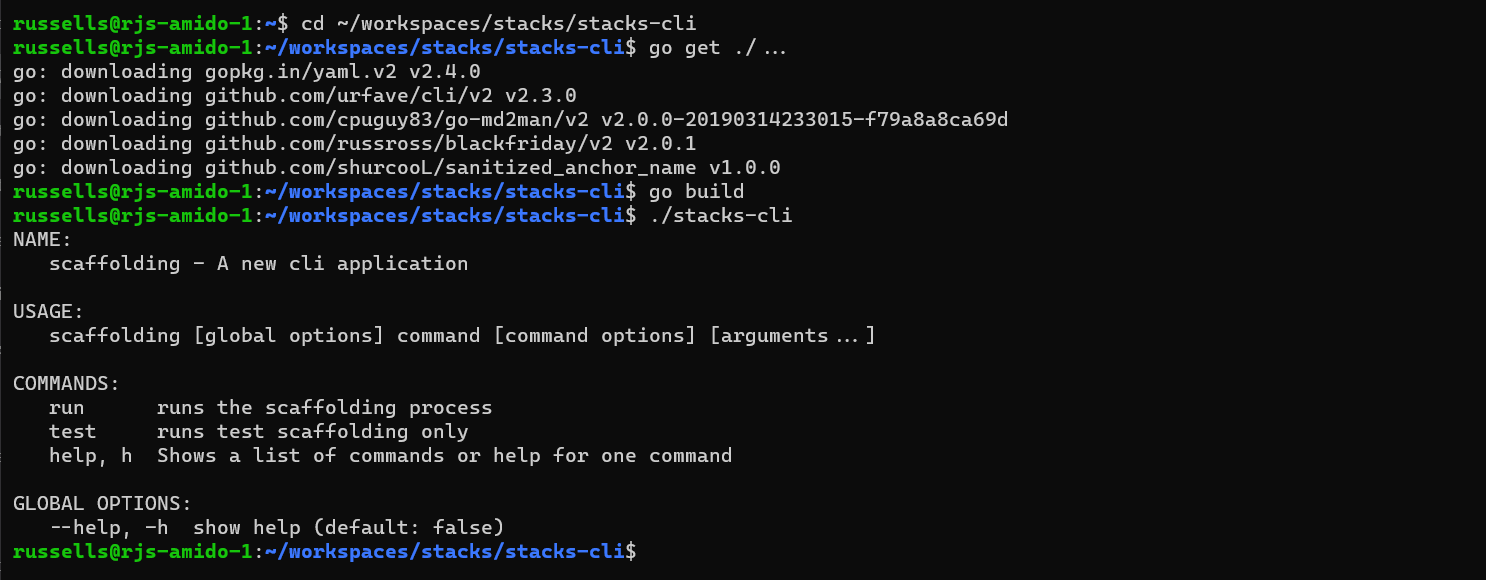 russells@rjs-amido-1:~$ cd ~/workspaces/stacks/stacks-cli
russells@rjs-amido-1:~/workspaces/stacks/stacks-cli$ go get ./...
go: downloading gopkg.in/yaml.v2 v2.4.0
go: downloading github.com/urfave/cli/v2 v2.3.0
go: downloading github.com/cpuguy83/go-md2man/v2 v2.0.0-20190314233015-f79a8a8ca69d
go: downloading github.com/russross/blackfriday/v2 v2.0.1
go: downloading github.com/shurcooL/sanitized_anchor_name v1.0.0
russells@rjs-amido-1:~/workspaces/stacks/stacks-cli$ go build
russells@rjs-amido-1:~/workspaces/stacks/stacks-cli$ ./stacks-cli
NAME:
   scaffolding - A new cli application

USAGE:
   scaffolding [global options] command [command options] [arguments...]

COMMANDS:
   run      runs the scaffolding process
   test     runs test scaffolding only
   help, h  Shows a list of commands or help for one command

GLOBAL OPTIONS:
   --help, -h  show help (default: false)
russells@rjs-amido-1:~/workspaces/stacks/stacks-cli$